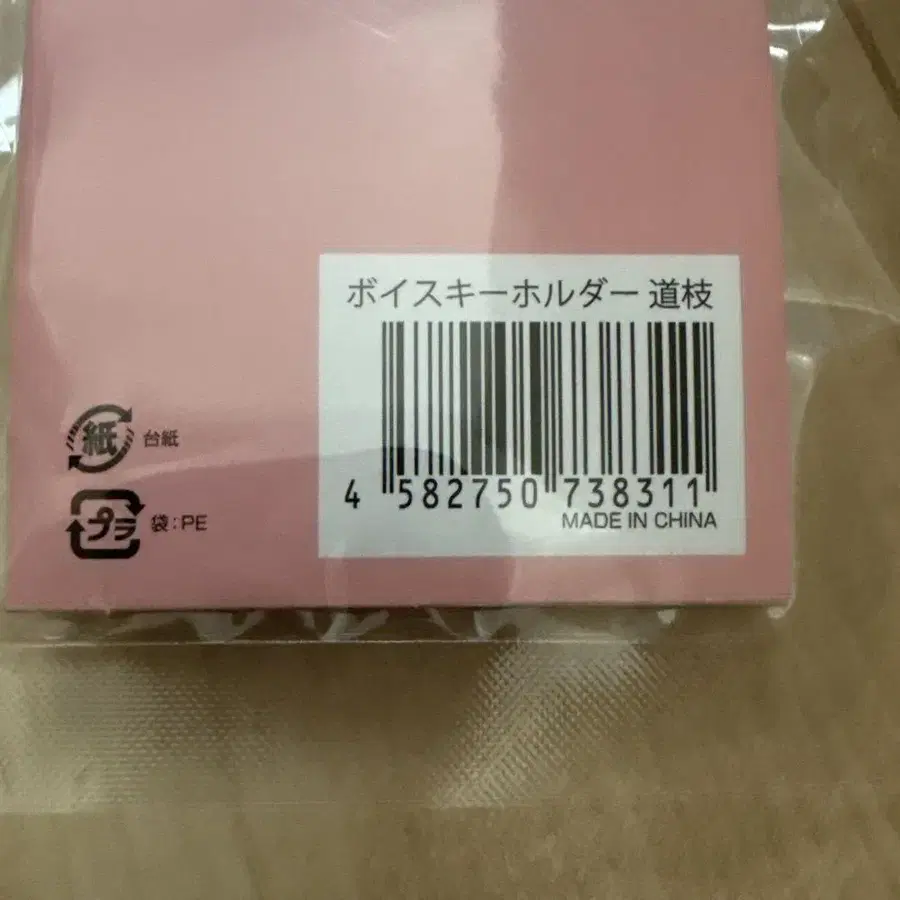 ボイスキーホルダー 道枝
4 582750 738311
MADE IN CHINA
紙 台紙
プラ 袋:PE